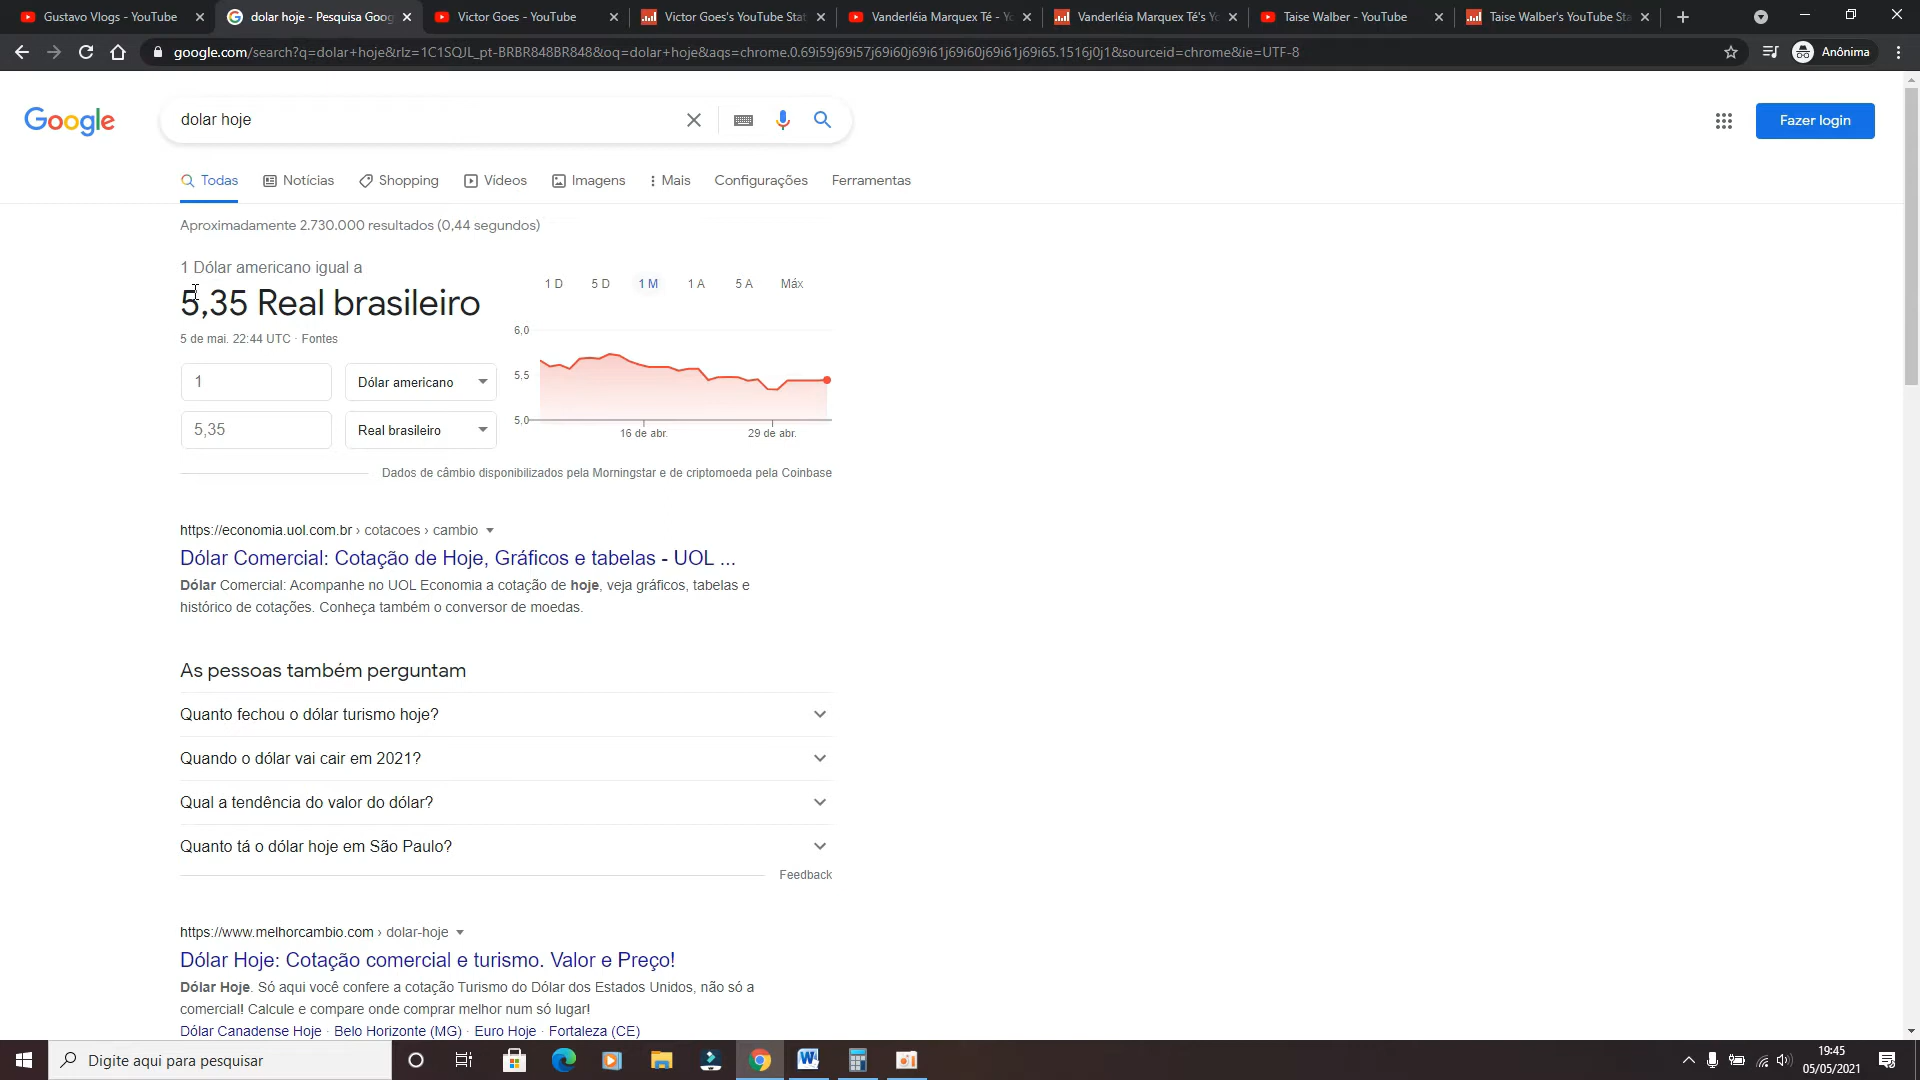 Gustavo Vlogs - YouTube
dolar hoje - Pesquisa Goog
Victor Goes - YouTube
Victor Goes's YouTube Stat
Vanderléia Marquex Té - Yo
Vanderléia Marquex Té's Yo
Taise Walber - YouTube
Taise Walber's YouTube Sta
google.com/search?q=dolar+hoje&rlz=1C1SQJL_pt-BRBR848BR848&oq=dolar+hoje&aqs=chrome.0.69i59j69i57j69i60j69i61j69i60j69i61j69i65.1516j0j1&sourceid=chrome&ie=UTF-8
Anônima
Google
dolar hoje
Fazer login
Todas
Notícias
Shopping
Vídeos
Imagens
Mais
Configurações
Ferramentas
Aproximadamente 2.730.000 resultados (0,44 segundos)
1 Dólar americano igual a
5,35 Real brasileiro
5 de mai. 22:44 UTC · Fontes
1
Dólar americano
5,35
Real brasileiro
1 D
5 D
1 M
1 A
5 A
Máx
6,0
5,5
5,0
16 de abr.
29 de abr.
Dados de câmbio disponibilizados pela Morningstar e de criptomoeda pela Coinbase
https://economia.uol.com.br › cotacoes › cambio
Dólar Comercial: Cotação de Hoje, Gráficos e tabelas - UOL ...
Dólar Comercial: Acompanhe no UOL Economia a cotação de hoje, veja gráficos, tabelas e
histórico de cotações. Conheça também o conversor de moedas.
As pessoas também perguntam
Quanto fechou o dólar turismo hoje?
Quando o dólar vai cair em 2021?
Qual a tendência do valor do dólar?
Quanto tá o dólar hoje em São Paulo?
Feedback
https://www.melhorcambio.com › dolar-hoje
Dólar Hoje: Cotação comercial e turismo. Valor e Preço!
Dólar Hoje. Só aqui você confere a cotação Turismo do Dólar dos Estados Unidos, não só a
comercial! Calcule e compare onde comprar melhor num só lugar!
Dólar Canadense Hoje · Belo Horizonte (MG) · Euro Hoje · Fortaleza (CE)
Digite aqui para pesquisar
19:45
05/05/2021